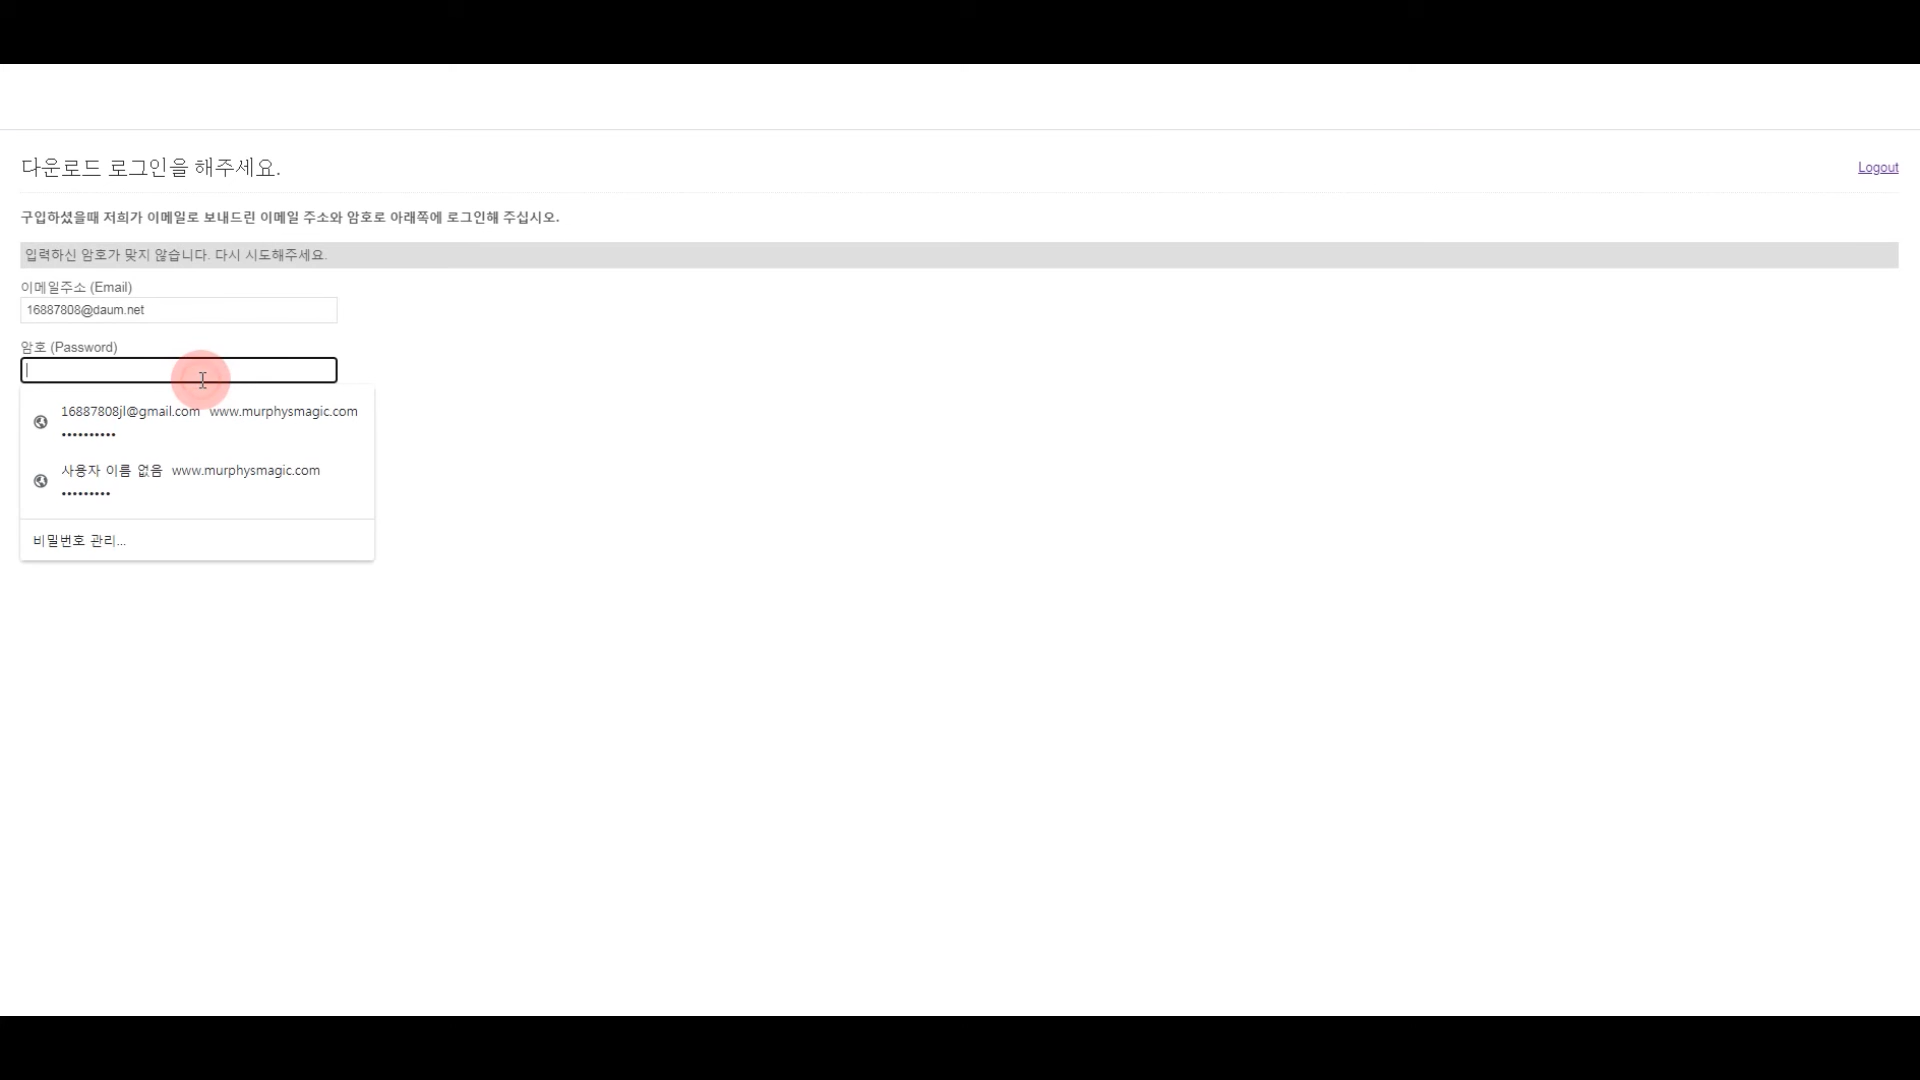 다운로드 로그인을 해주세요.
Logout
구입하셨을때 저희가 이메일로 보내드린 이메일 주소와 암호로 아래쪽에 로그인해 주십시오.
입력하신 암호가 맞지 않습니다. 다시 시도해주세요.
이메일주소 (Email)
16887808@daum.net
암호 (Password)
16887808jl@gmail.com www.murphysmagic.com
••••••••••
사용자 이름 없음 www.murphysmagic.com
•••••••••
비밀번호 관리...